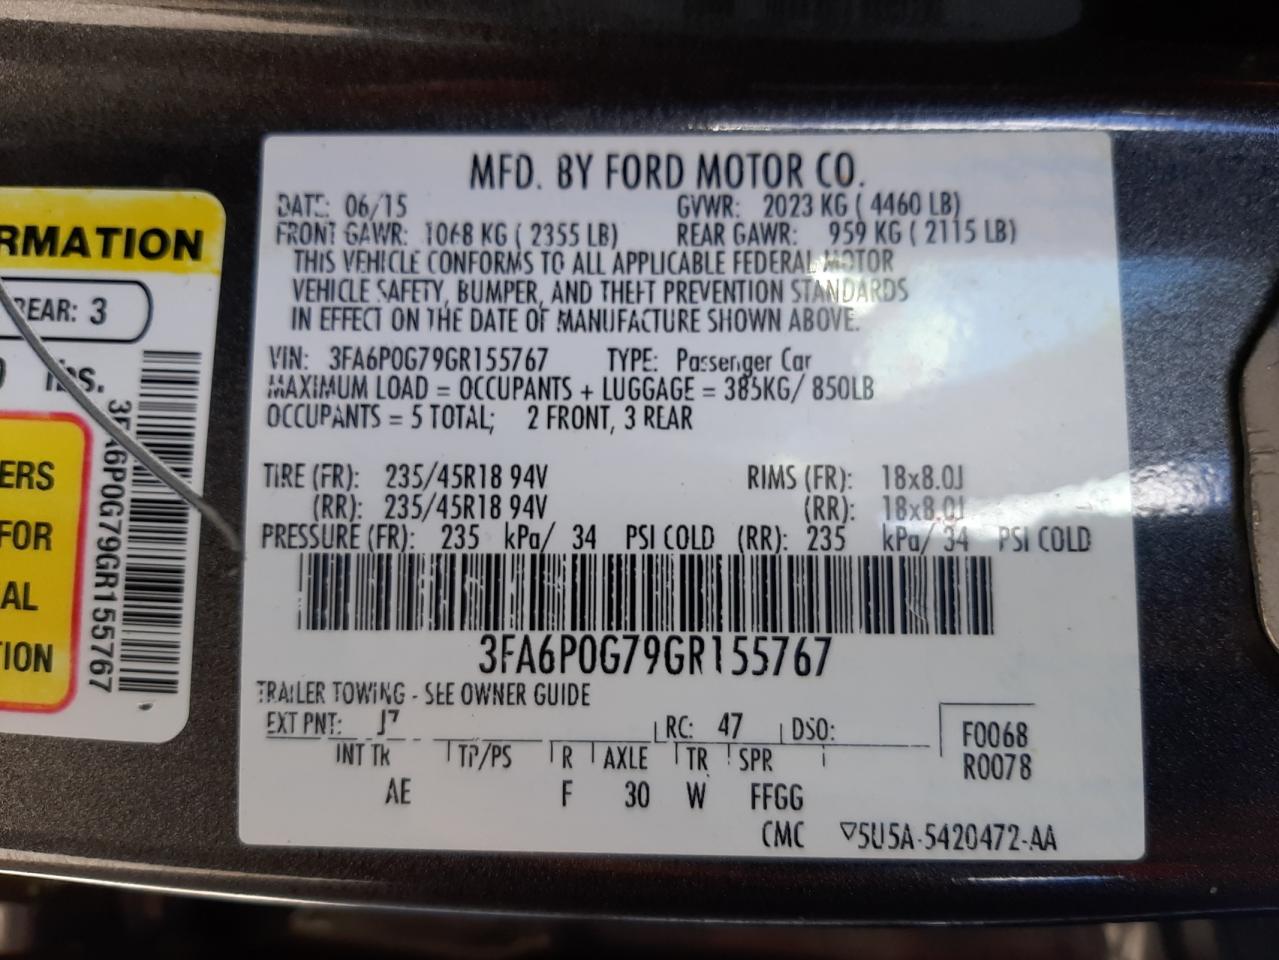 RMATION
REAR: 3
lbs.
ERS
FOR
AL
TION
3FA6P0G79GR155767
MFD. BY FORD MOTOR CO.
DATE: 06/15 GVWR: 2023 KG ( 4460 LB)
FRONT GAWR: 1068 KG ( 2355 LB) REAR GAWR: 959 KG ( 2115 LB)
THIS VEHICLE CONFORMS TO ALL APPLICABLE FEDERAL MOTOR
VEHICLE SAFETY, BUMPER, AND THEFT PREVENTION STANDARDS
IN EFFECT ON THE DATE OF MANUFACTURE SHOWN ABOVE.
VIN: 3FA6P0G79GR155767 TYPE: Passenger Car
MAXIMUM LOAD = OCCUPANTS + LUGGAGE = 385KG/ 850LB
OCCUPANTS = 5 TOTAL; 2 FRONT, 3 REAR
TIRE (FR): 235/45R18 94V RIMS (FR): 18x8.0J
(RR): 235/45R18 94V (RR): 18x8.0J
PRESSURE (FR): 235 kPa/ 34 PSI COLD (RR): 235 kPa/ 34 PSI COLD
3FA6P0G79GR155767
TRAILER TOWING - SEE OWNER GUIDE
EXT PNT: J7 RC: 47 DSO: F0068
INT TR TP/PS R AXLE TR SPR R0078
AE F 30 W FFGG
CMC ▽5U5A-5420472-AA